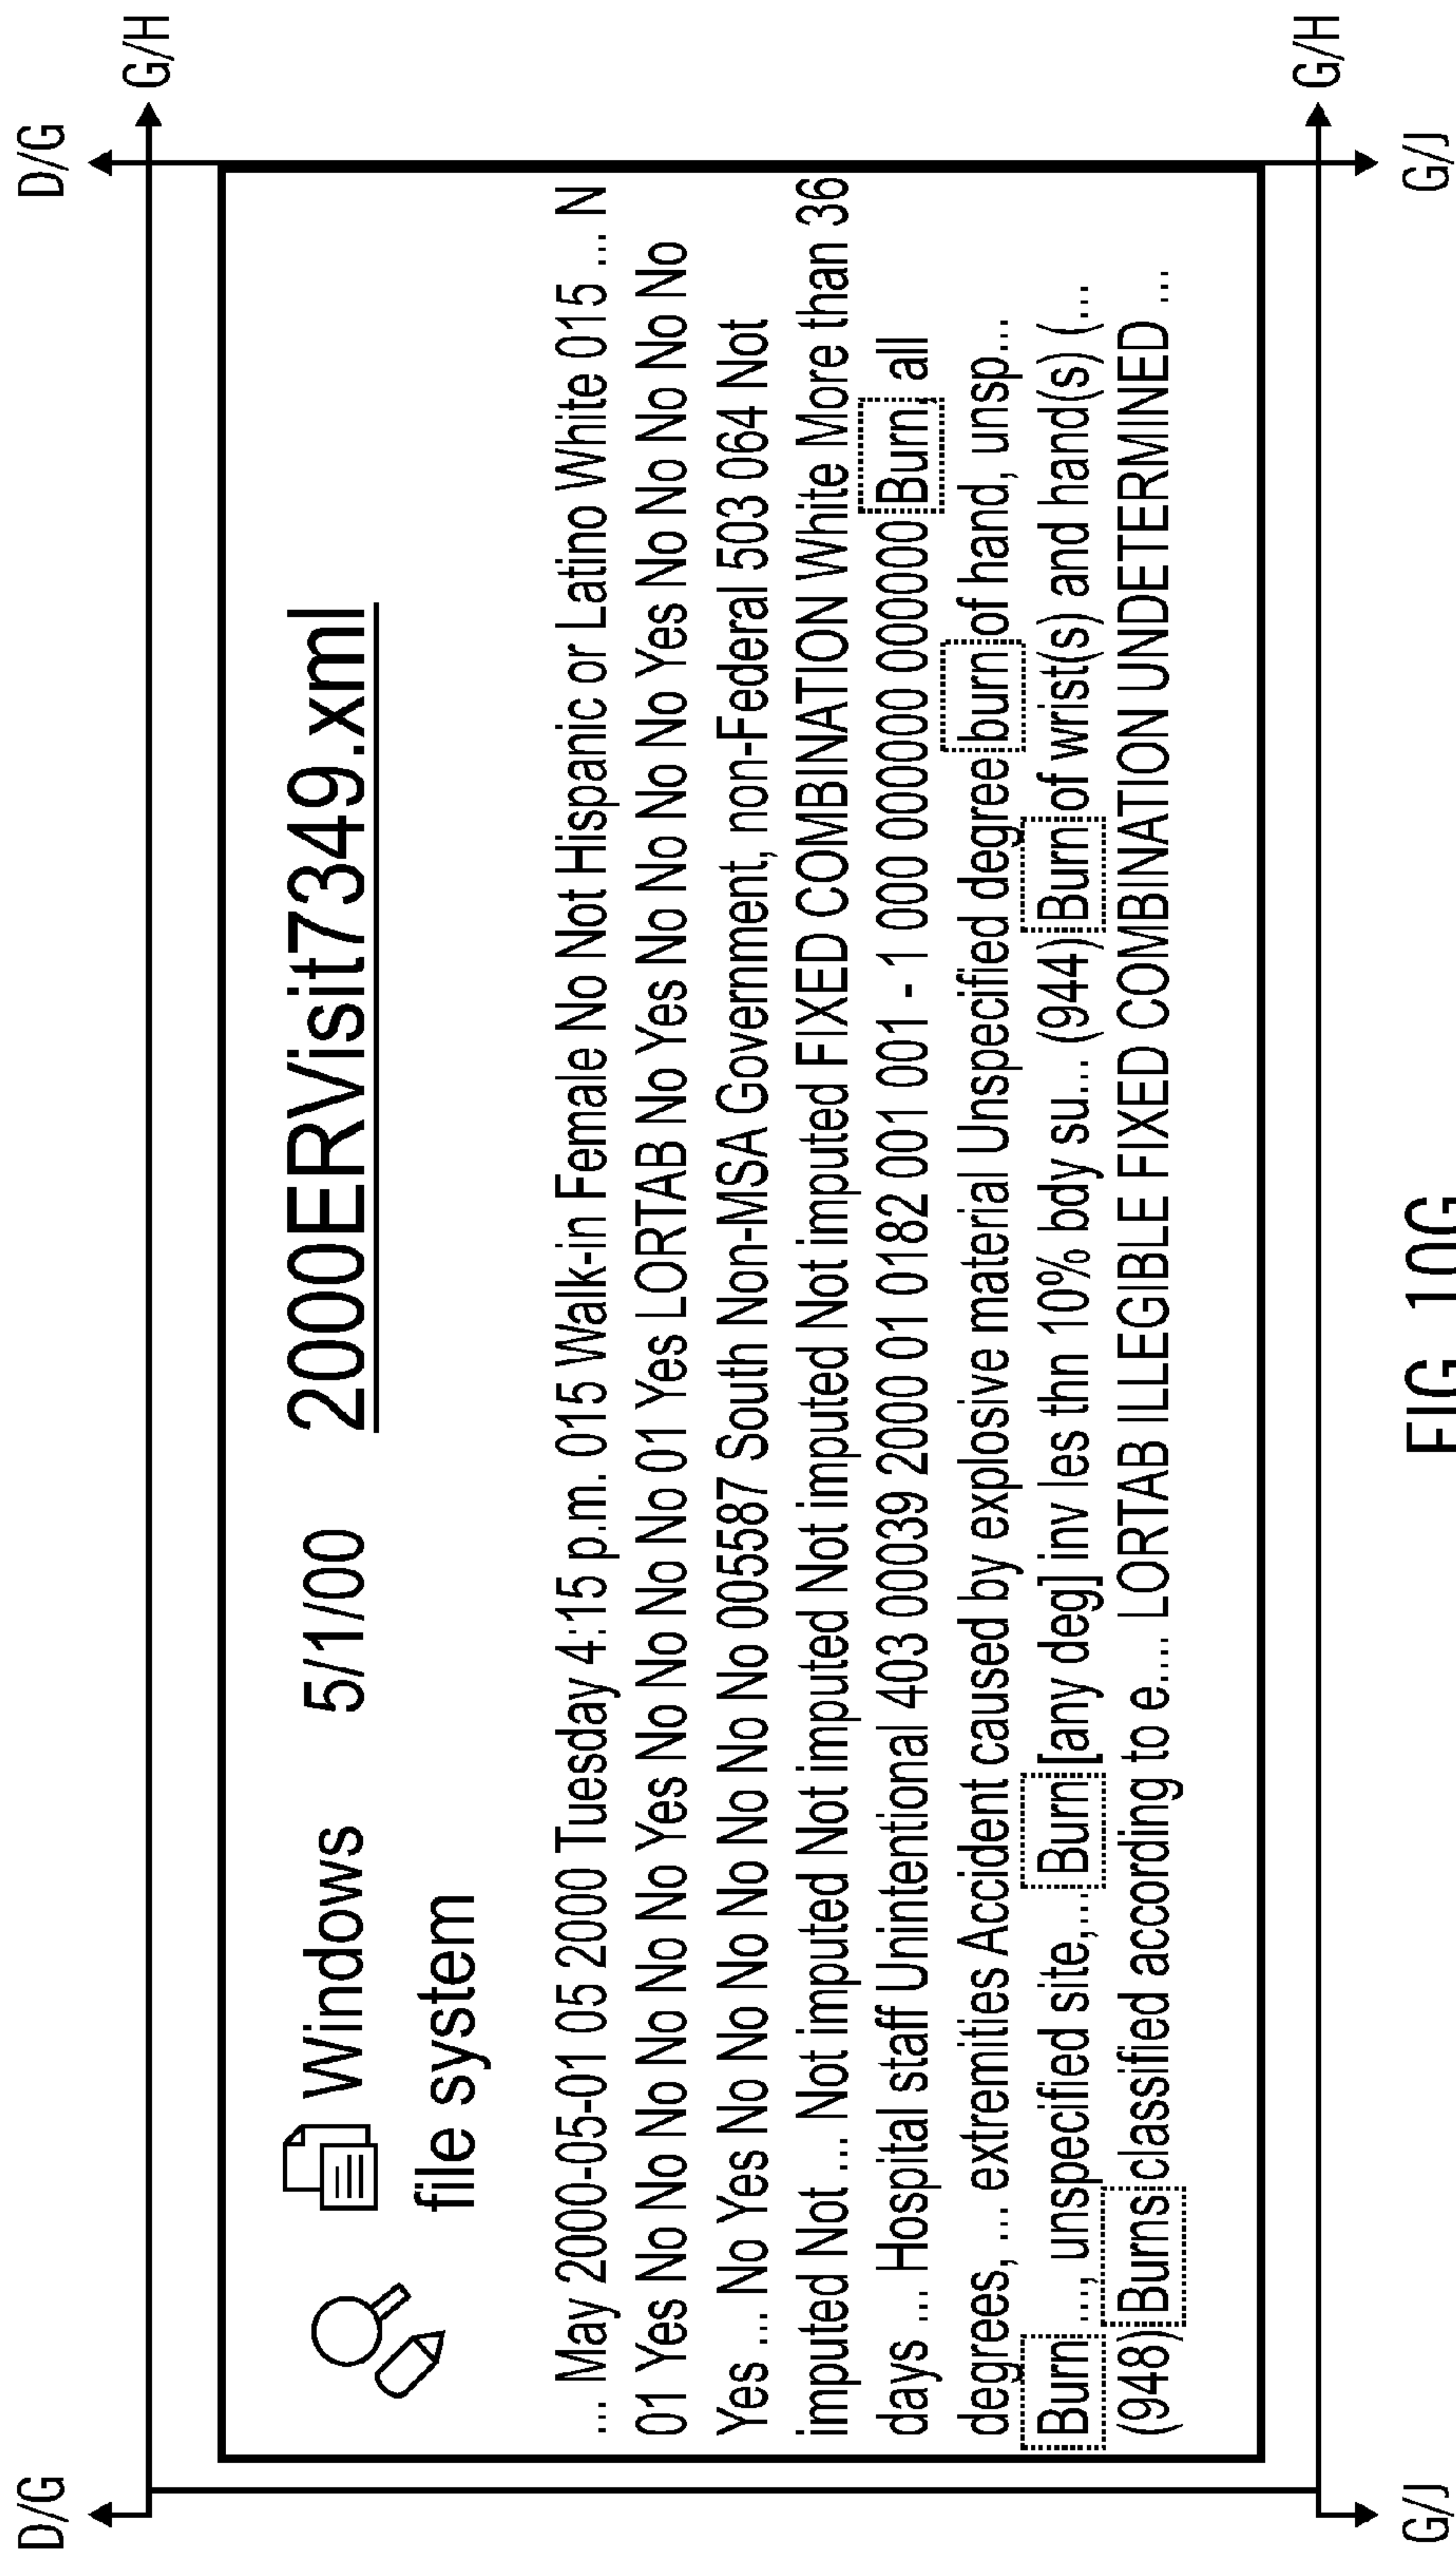 D/G
D/G
G/H
Windows file system 5/1/00 2000ERVisit7349.xml
... May 2000-05-01 05 2000 Tuesday 4:15 p.m. 015 Walk-in Female No Not Hispanic or Latino White 015 ... N
01 Yes No No No No No No Yes No No No No 01 Yes LORTAB No Yes No No No No Yes No No No No No
Yes ... No Yes No No No No No No No 005587 South Non-MSA Government, non-Federal 503 064 Not
imputed Not ... Not imputed Not imputed Not imputed Not imputed FIXED COMBINATION White More than 36
days ... Hospital staff Unintentional 403 00039 2000 01 0182 001 001 - 1 000 000000 000000 Burn, all
degrees, ... extremities Accident caused by explosive material Unspecified degree burn of hand, unsp...
Burn ..., unspecified site,... Burn [any deg] inv les thn 10% bdy su... (944) Burn of wrist(s) and hand(s) (...
(948) Burns classified according to e.... LORTAB ILLEGIBLE FIXED COMBINATION UNDETERMINED ...
G/H
G/J
G/J
FIG. 10G